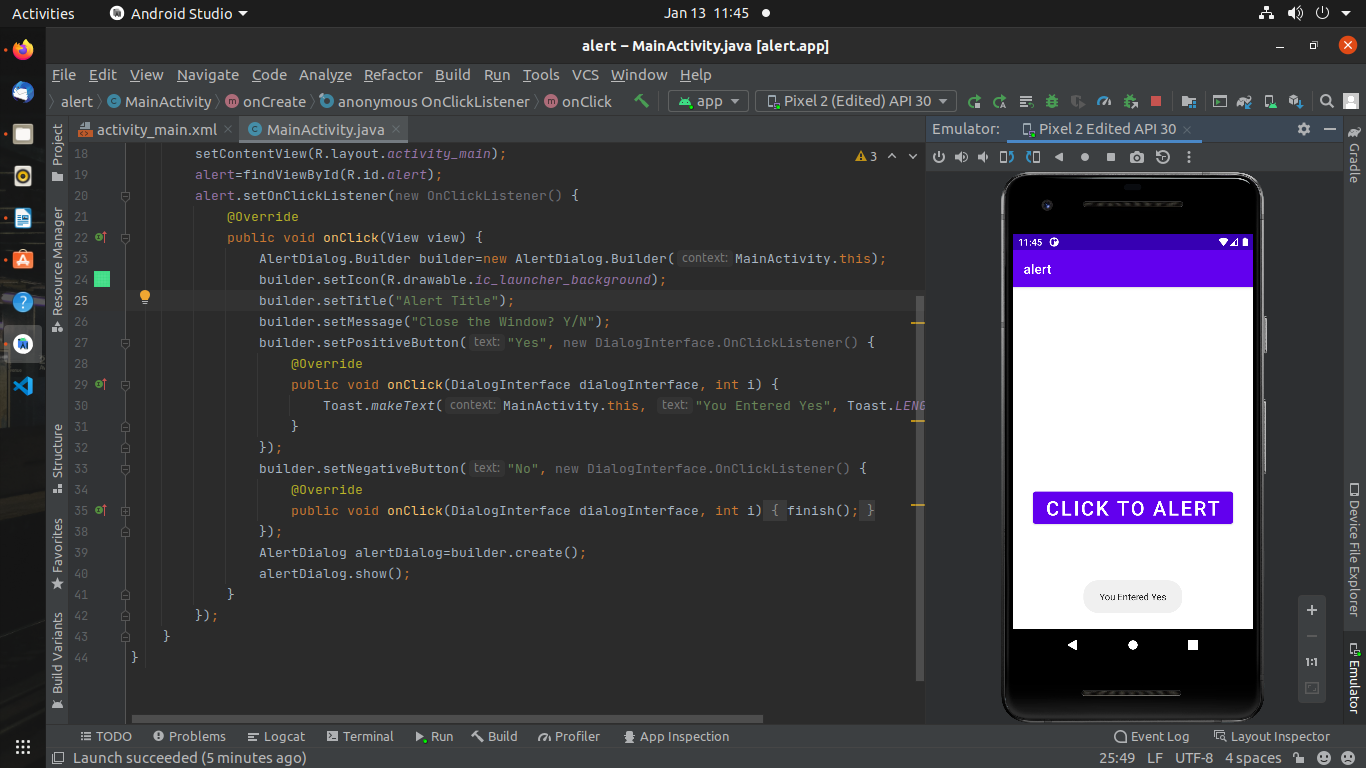 Activities Android Studio Jan 13 11:45
alert – MainActivity.java [alert.app]
File Edit View Navigate Code Analyze Refactor Build Run Tools VCS Window Help
alert MainActivity onCreate anonymous OnClickListener onClick app Pixel 2 (Edited) API 30
activity_main.xml MainActivity.java Emulator: Pixel 2 Edited API 30
Project
Resource Manager
Structure
Favorites
Build Variants
3
18 setContentView(R.layout.activity_main);
19 alert=findViewById(R.id.alert);
20 alert.setOnClickListener(new OnClickListener() {
21 @Override
22 public void onClick(View view) {
23 AlertDialog.Builder builder=new AlertDialog.Builder( context: MainActivity.this);
24 builder.setIcon(R.drawable.ic_launcher_background);
25 builder.setTitle("Alert Title");
26 builder.setMessage("Close the Window? Y/N");
27 builder.setPositiveButton( text: "Yes", new DialogInterface.OnClickListener() {
28 @Override
29 public void onClick(DialogInterface dialogInterface, int i) {
30 Toast.makeText( context: MainActivity.this, text: "You Entered Yes", Toast.LENG
31 }
32 });
33 builder.setNegativeButton( text: "No", new DialogInterface.OnClickListener() {
34 @Override
35 public void onClick(DialogInterface dialogInterface, int i) { finish(); }
38 });
39 AlertDialog alertDialog=builder.create();
40 alertDialog.show();
41 }
42 });
43 }
44 }
11:45
alert
CLICK TO ALERT
You Entered Yes
1:1
Gradle
Device File Explorer
Emulator
TODO Problems Logcat Terminal Run Build Profiler App Inspection Event Log Layout Inspector
Launch succeeded (5 minutes ago) 25:49 LF UTF-8 4 spaces